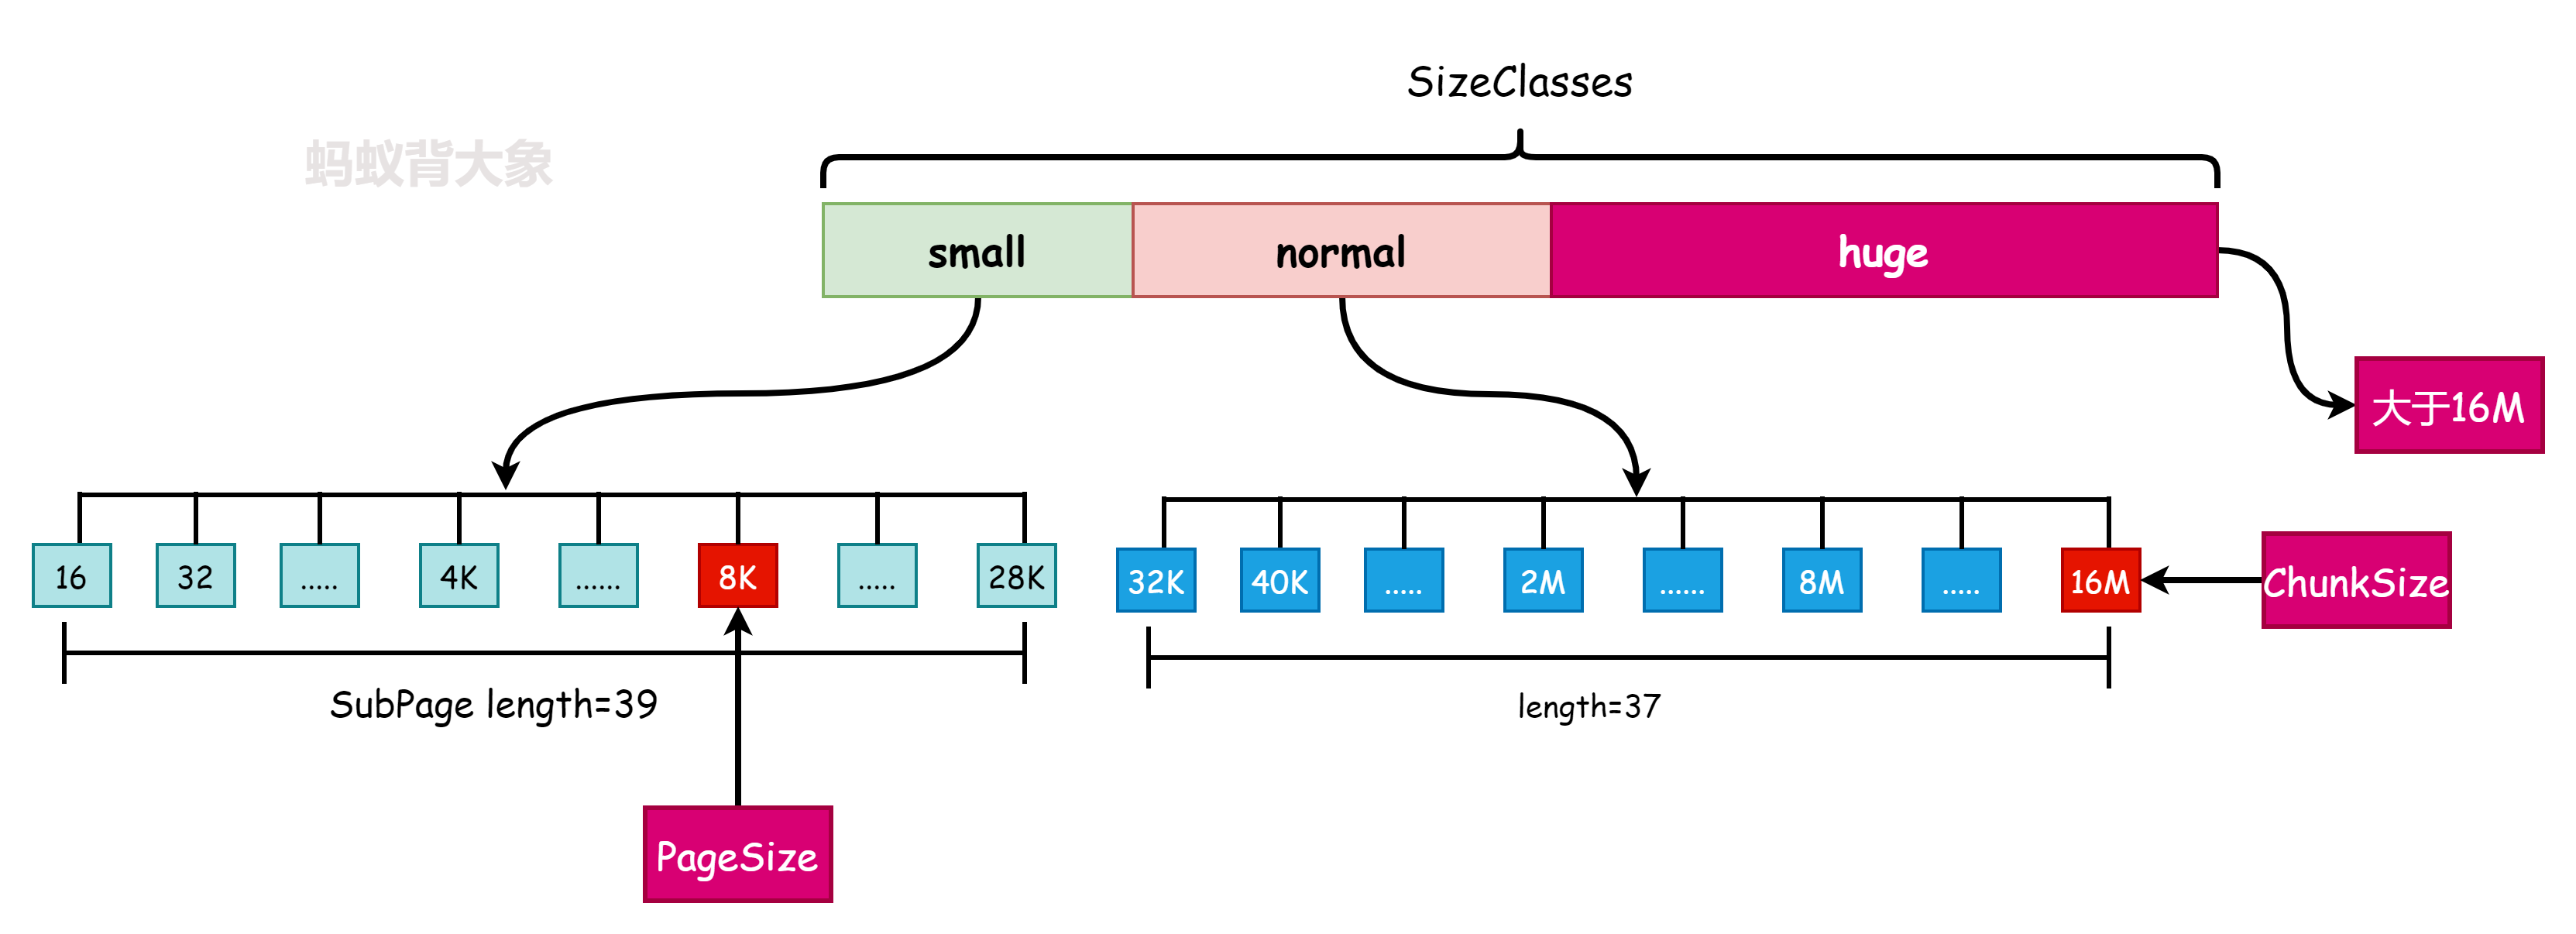 SizeClasses
蚂蚁背大象
small
normal
huge
大于16M
16
32
.....
4K
......
8K
.....
28K
32K
40K
.....
2M
......
8M
.....
16M
ChunkSize
SubPage length=39
length=37
PageSize